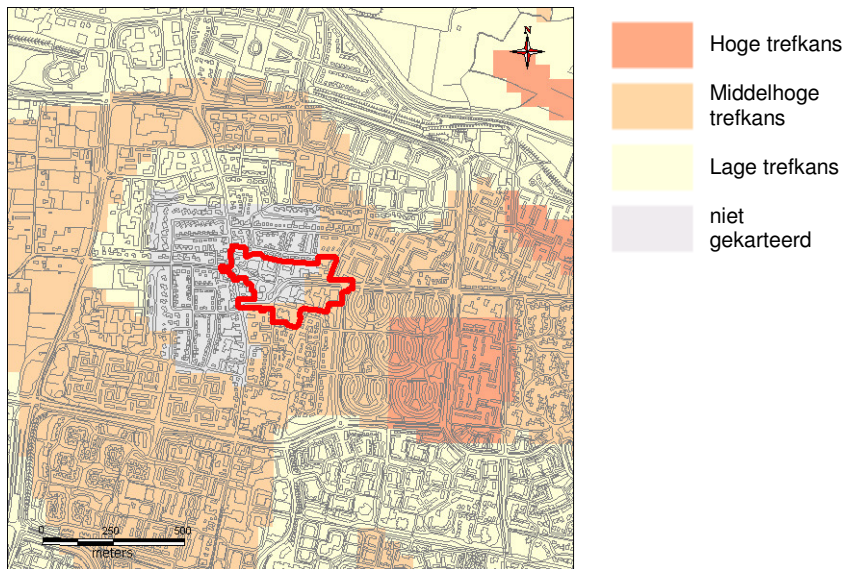 N
Hoge trefkans
Middelhoge
trefkans
Lage trefkans
niet
gekarteerd
0 250 500
meters